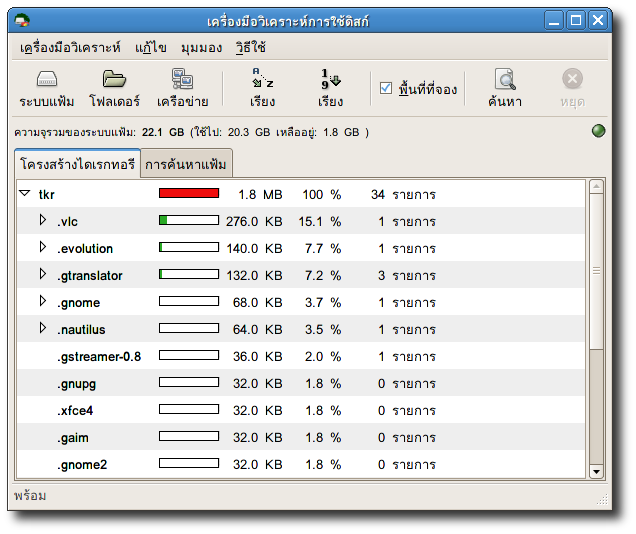 เครื่องมือวิเคราะห์การใช้ดิสก์
เครื่องมือวิเคราะห์ แก้ไข มุมมอง วิธีใช้
A ข z 1 9
ระบบแฟ้ม โฟลเดอร์ เครือข่าย เรียง เรียง พื้นที่ที่จอง ค้นหา หยุด
ความจุรวมของระบบแฟ้ม: 22.1 GB (ใช้ไป: 20.3 GB เหลืออยู่: 1.8 GB )
โครงสร้างไดเรกทอรี การค้นหาแฟ้ม
tkr 1.8 MB 100 % 34 รายการ
.vlc 276.0 KB 15.1 % 1 รายการ
.evolution 140.0 KB 7.7 % 1 รายการ
.gtranslator 132.0 KB 7.2 % 3 รายการ
.gnome 68.0 KB 3.7 % 1 รายการ
.nautilus 64.0 KB 3.5 % 1 รายการ
.gstreamer-0.8 36.0 KB 2.0 % 1 รายการ
.gnupg 32.0 KB 1.8 % 0 รายการ
.xfce4 32.0 KB 1.8 % 0 รายการ
.gaim 32.0 KB 1.8 % 0 รายการ
.gnome2 32.0 KB 1.8 % 0 รายการ
พร้อม